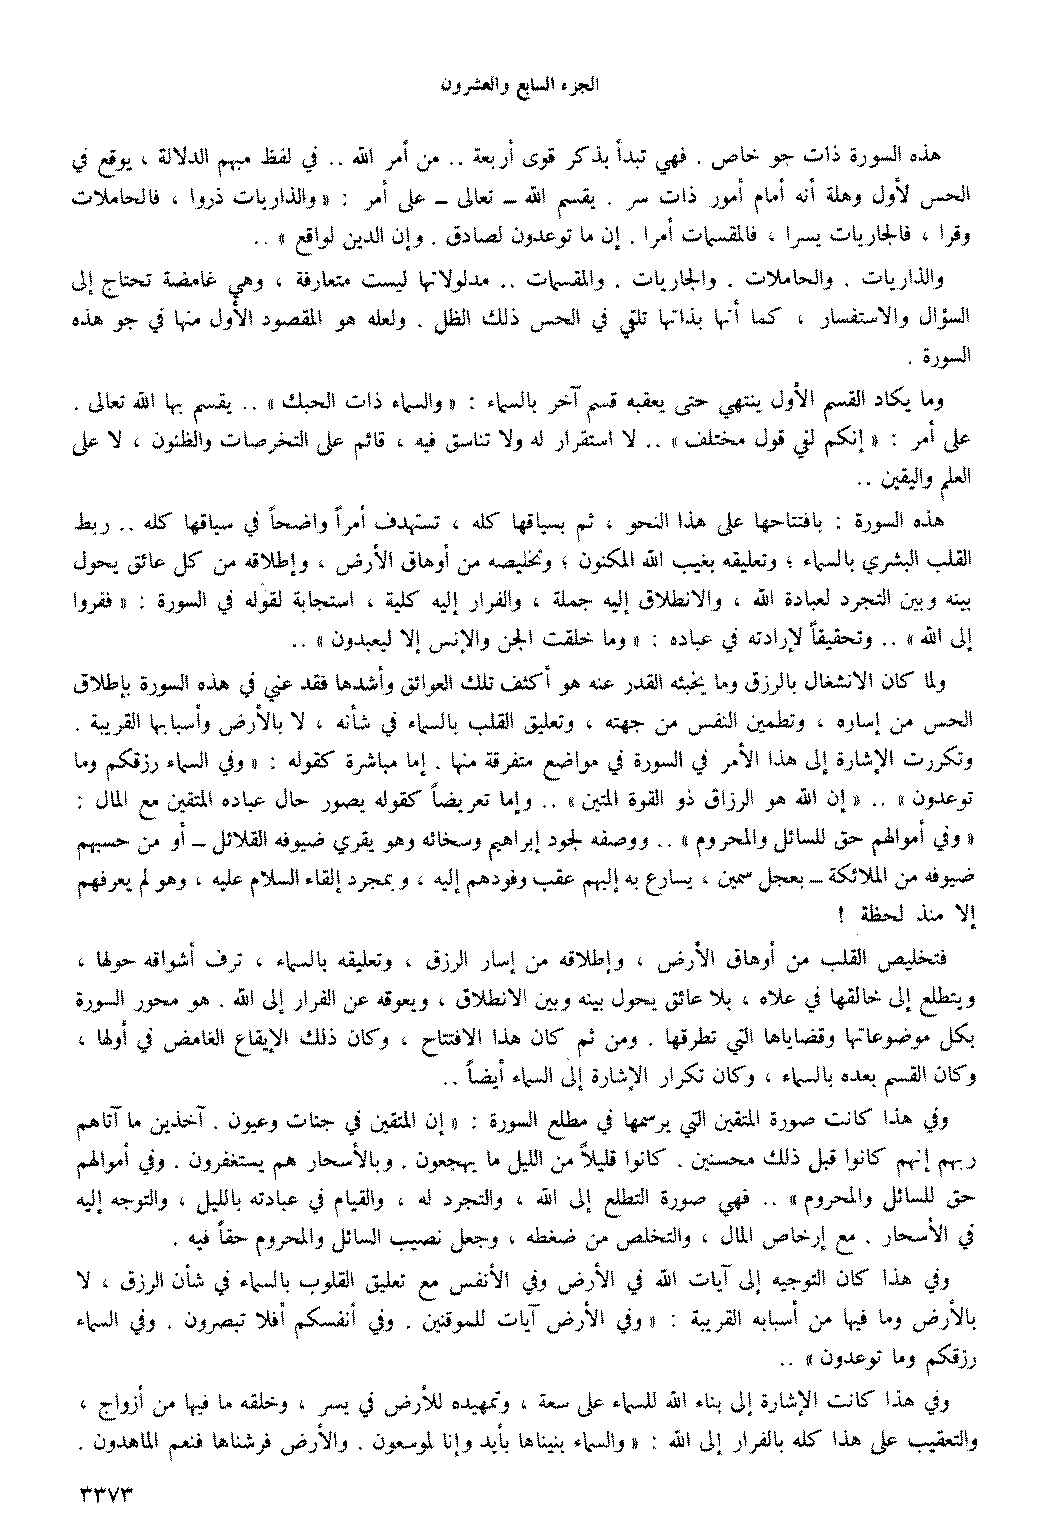 الجزء السابع والعشرون
هذه السورة ذات جو خاص . فهي تبدأ بذكر قوى أربعة .. من أمر الله .. في لفظ مبهم الدلالة ، يوقع في
الحس لأول وهلة أنه أمام أمور ذات سر . يقسم الله ــ تعالى ــ على أمر : « والذاريات ذروا ، فالحاملات
وقرا ، فالجاريات يسرا ، فالمقسمات أمرا . إن ما توعدون لصادق . وإن الدين لواقع » ..
والذاريات . والحاملات . والجاريات . والمقسمات .. مدلولاتها ليست متعارفة ، وهي غامضة تحتاج إلى
السؤال والاستفسار ، كما أنها بذاتها تلقي في الحس ذلك الظل . ولعله هو المقصود الأول منها في جو هذه
السورة .
وما يكاد القسم الأول ينتهي حتى يعقبه قسم آخر بالسماء : « والسماء ذات الحبك » .. يقسم بها الله تعالى .
على أمر : « إنكم لفي قول مختلف » .. لا استقرار له ولا تناسق فيه ، قائم على التخرصات والظنون ، لا على
العلم واليقين ..
هذه السورة : بافتتاحها على هذا النحو ، ثم بسياقها كله ، تستهدف أمراً واضحاً في سياقها كله .. ربط
القلب البشري بالسماء ؛ وتعليقه بغيب الله المكنون ؛ وتخليصه من أوهاق الأرض ، وإطلاقه من كل عائق يحول
بينه وبين التجرد لعبادة الله ، والانطلاق إليه جملة ، والفرار إليه كلية ، استجابة لقوله في السورة : « ففروا
إلى الله » .. وتحقيقاً لإرادته في عباده : « وما خلقت الجن والإنس إلا ليعبدون » ..
ولما كان الانشغال بالرزق وما يخبئه القدر عنه هو أكثف تلك العوائق وأشدها فقد عني في هذه السورة بإطلاق
الحس من إساره ، وتطمين النفس من جهته ، وتعليق القلب بالسماء في شأنه ، لا بالأرض وأسبابها القريبة .
وتكررت الإشارة إلى هذا الأمر في السورة في مواضع متفرقة منها . إما مباشرة كقوله : « وفي السماء رزقكم وما
توعدون » .. « إن الله هو الرزاق ذو القوة المتين » .. وإما تعريضاً كقوله يصور حال عباده المتقين مع المال :
« وفي أموالهم حق للسائل والمحروم » .. ووصفه لجود إبراهيم وسخائه وهو يقري ضيوفه القلائل ــ أو من حسبهم
ضيوفه من الملائكة ــ بعجل سمين ، يسارع به إليهم عقب وفودهم إليه ، وبمجرد إلقاء السلام عليه ، وهو لم يعرفهم
إلا منذ لحظة !
فتخليص القلب من أوهاق الأرض ، وإطلاقه من إسار الرزق ، وتعليقه بالسماء ، ترف أشواقه حولها ،
ويتطلع إلى خالقها في علاه ، بلا عائق يحول بينه وبين الانطلاق ، ويعوقه عن الفرار إلى الله . هو محور السورة
بكل موضوعاتها وقضاياها التي تطرقها . ومن ثم كان هذا الافتتاح ، وكان ذلك الإيقاع الغامض في أولها ،
وكان القسم بعده بالسماء ، وكان تكرار الإشارة إلى السماء أيضاً ..
وفي هذا كانت صورة المتقين التي يرسمها في مطلع السورة : « إن المتقين في جنات وعيون . آخذين ما آتاهم
ربهم إنهم كانوا قبل ذلك محسنين . كانوا قليلاً من الليل ما يهجعون . وبالأسحار هم يستغفرون . وفي أموالهم
حق للسائل والمحروم » .. فهي صورة التطلع إلى الله ، والتجرد له ، والقيام في عبادته بالليل ، والتوجه إليه
في الأسحار . مع إرخاص المال ، والتخلص من ضغطه ، وجعل نصيب السائل والمحروم حقاً فيه .
وفي هذا كان التوجيه إلى آيات الله في الأرض وفي الأنفس مع تعليق القلوب بالسماء في شأن الرزق ، لا
بالأرض وما فيها من أسبابه القريبة : « وفي الأرض آيات للموقنين . وفي أنفسكم أفلا تبصرون . وفي السماء
رزقكم وما توعدون » ..
وفي هذا كانت الإشارة إلى بناء الله للسماء على سعة ، وتمهيده للأرض في يسر ، وخلقه ما فيها من أزواج ،
والتعقيب على هذا كله بالفرار إلى الله : « والسماء بنيناها بأيد وإنا لموسعون . والأرض فرشناها فنعم الماهدون .
٣٣٧٣